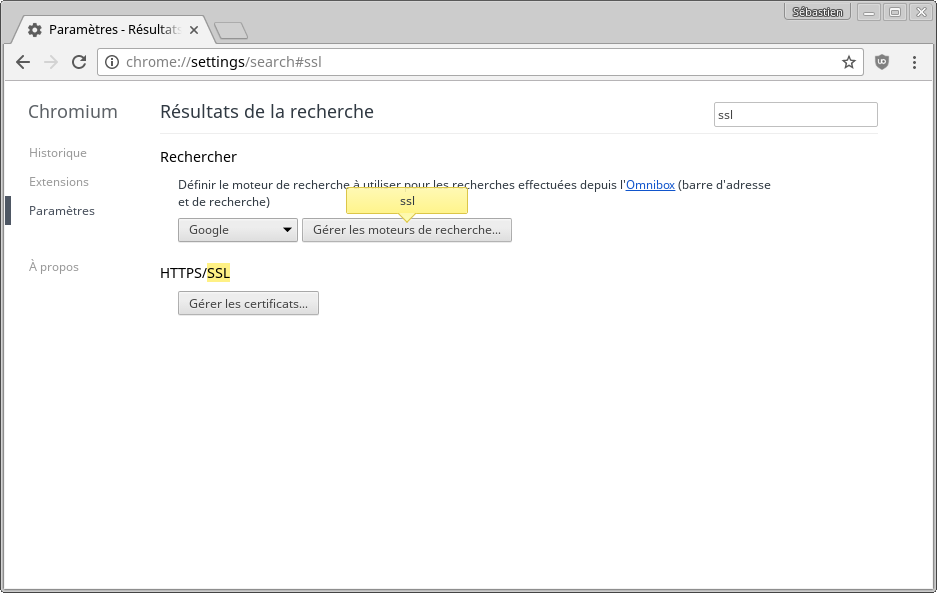 Sébastien
Paramètres - Résultats
chrome://settings/search#ssl
Chromium
Résultats de la recherche
ssl
Historique
Extensions
Paramètres
À propos
Rechercher
Définir le moteur de recherche à utiliser pour les recherches effectuées depuis l'Omnibox (barre d'adresse
et de recherche)
ssl
Google
Gérer les moteurs de recherche...
HTTPS/SSL
Gérer les certificats...